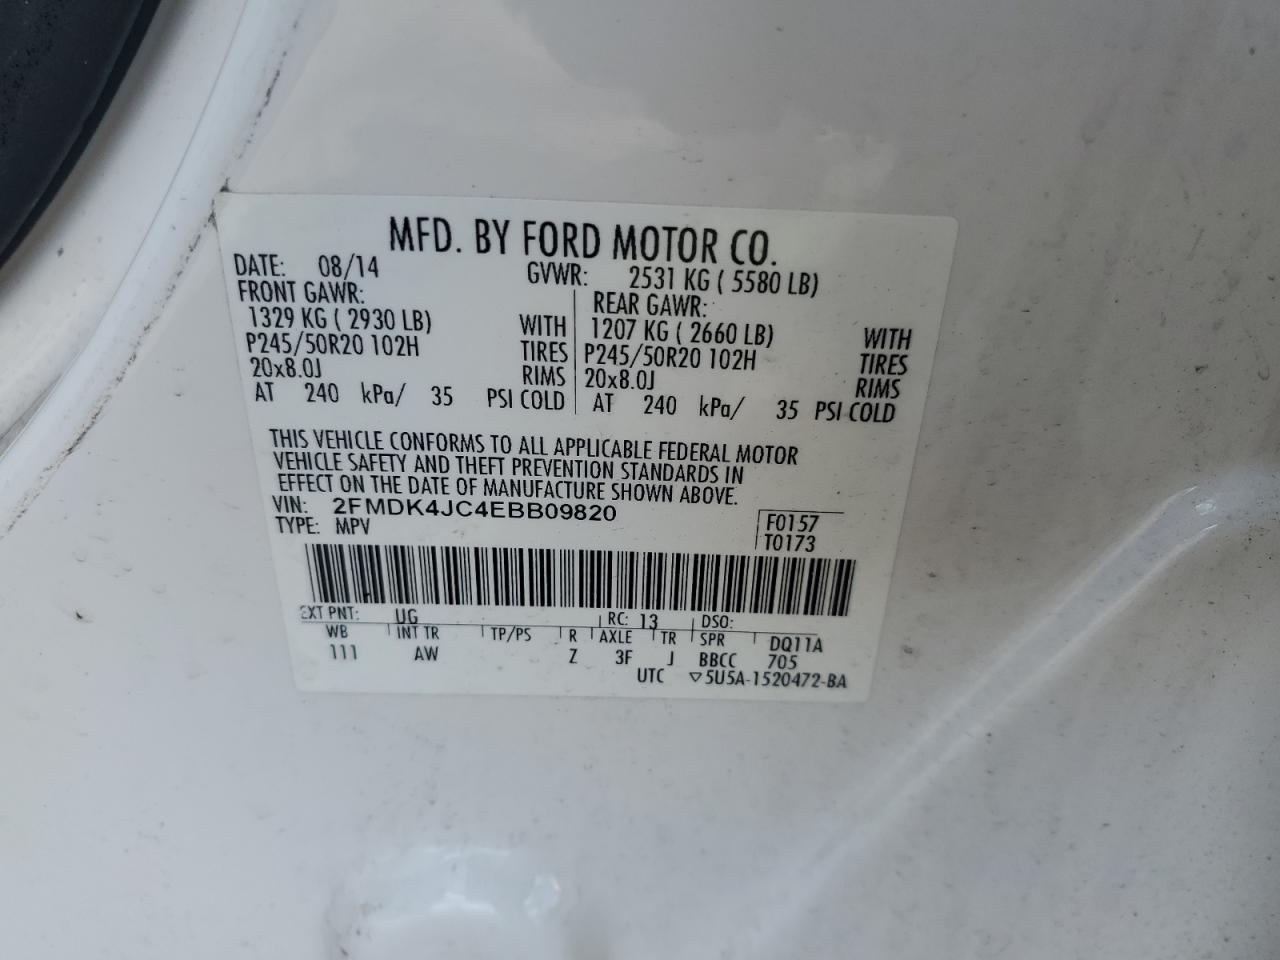 MFD. BY FORD MOTOR CO.
DATE: 08/14 GVWR: 2531 KG ( 5580 LB)
FRONT GAWR: REAR GAWR:
1329 KG ( 2930 LB) WITH 1207 KG ( 2660 LB) WITH
P245/50R20 102H TIRES P245/50R20 102H TIRES
20x8.0J RIMS 20x8.0J RIMS
AT 240 kPa/ 35 PSI COLD AT 240 kPa/ 35 PSI COLD
THIS VEHICLE CONFORMS TO ALL APPLICABLE FEDERAL MOTOR
VEHICLE SAFETY AND THEFT PREVENTION STANDARDS IN
EFFECT ON THE DATE OF MANUFACTURE SHOWN ABOVE.
VIN: 2FMDK4JC4EBB09820 F0157
TYPE: MPV T0173
EXT PNT: UG RC: 13 DSO:
WB INT TR TP/PS R AXLE TR SPR DQ11A
111 AW Z 3F J BBCC 705
UTC ▽5U5A-1520472-BA